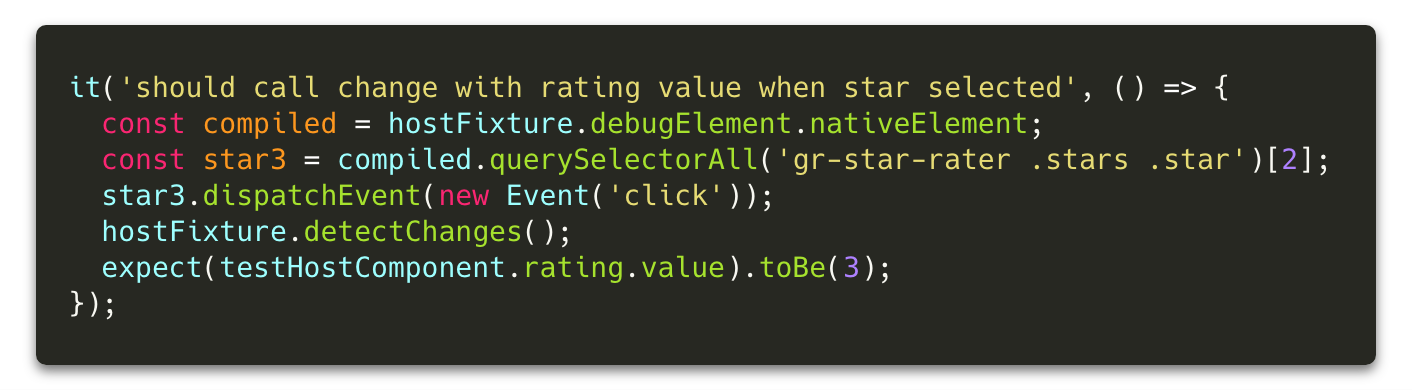 it('should call change with rating value when star selected', () => {
  const compiled = hostFixture.debugElement.nativeElement;
  const star3 = compiled.querySelectorAll('gr-star-rater .stars .star')[2];
  star3.dispatchEvent(new Event('click'));
  hostFixture.detectChanges();
  expect(testHostComponent.rating.value).toBe(3);
});